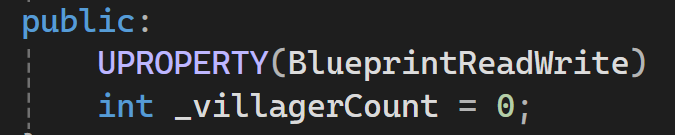 public:
UPROPERTY(BlueprintReadWrite)
int _villagerCount = 0;